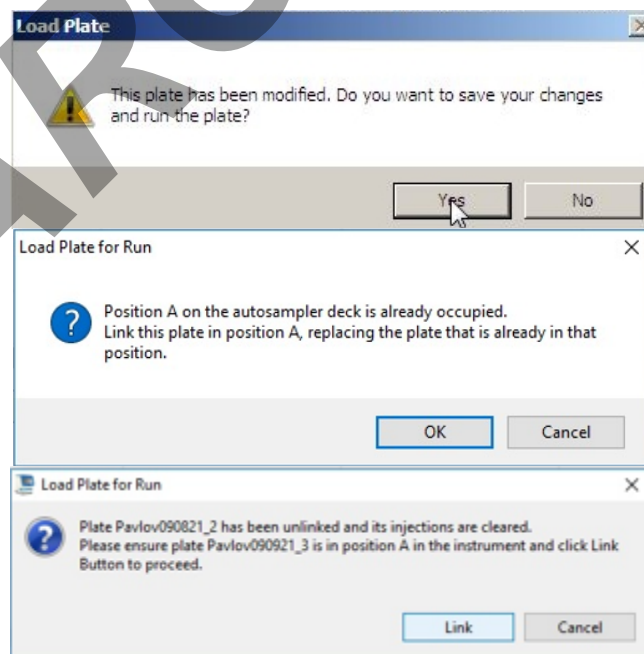 Load Plate
This plate has been modified. Do you want to save your changes
and run the plate?
Yes
No
Load Plate for Run
Position A on the autosampler deck is already occupied.
Link this plate in position A, replacing the plate that is already in that
position.
OK
Cancel
Load Plate for Run
Plate Pavlov090821_2 has been unlinked and its injections are cleared.
Please ensure plate Pavlov090921_3 is in position A in the instrument and click Link
Button to proceed.
Link
Cancel